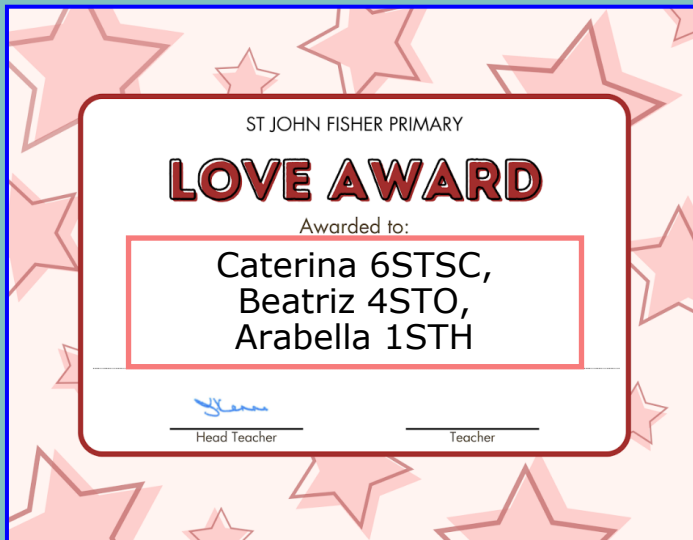 ST JOHN FISHER PRIMARY
LOVE AWARD
Awarded to:
Caterina 6STSC,
Beatriz 4STO,
Arabella 1STH
Head Teacher
Teacher